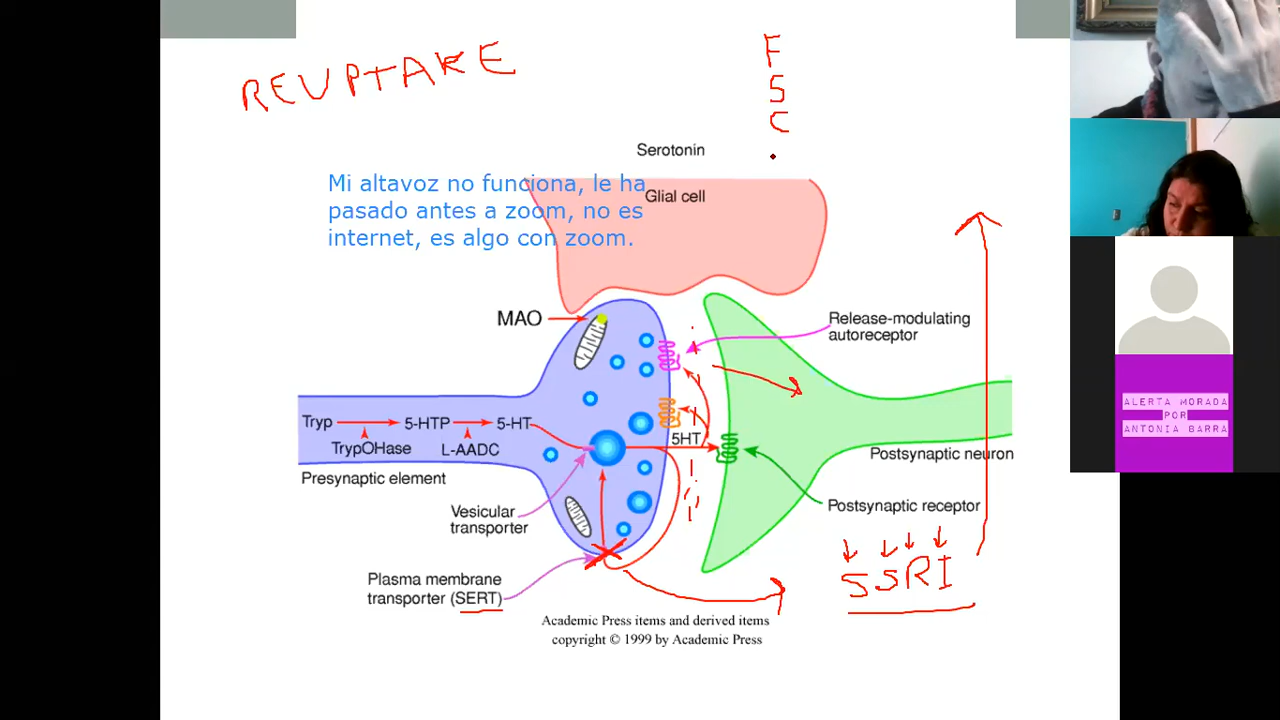 REUPTAKE
F
S
C
Serotonin
Mi altavoz no funciona, le ha
pasado antes a zoom, no es
internet, es algo con zoom.
Glial cell
MAO
Release-modulating
autoreceptor
Tryp
5-HTP
5-HT
TrypOHase
L-AADC
5HT
Presynaptic element
Postsynaptic neuron
Vesicular
transporter
Postsynaptic receptor
Plasma membrane
transporter (SERT)
SSRI
Academic Press items and derived items
copyright © 1999 by Academic Press
ALERTA MORADA
POR
ANTONIA BARRA